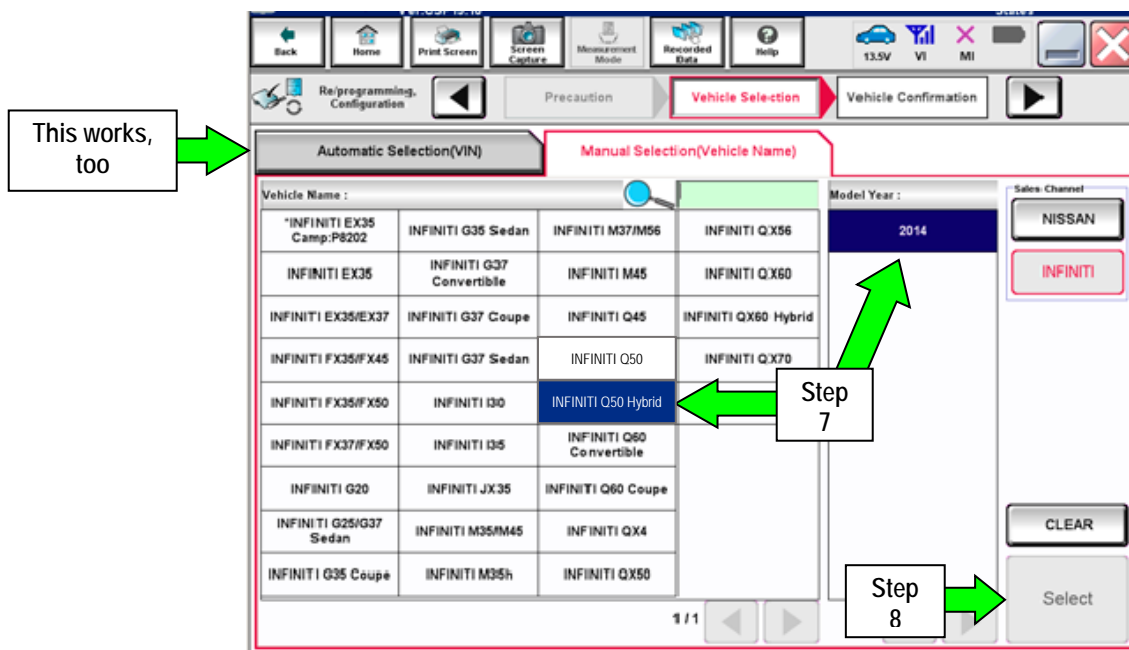 Back
Home
Print Screen
Screen
Capture
Measurement
Mode
Recorded
Data
Help
13.5V
VI
MI
Re/programming,
Configuration
Precaution
Vehicle Selection
Vehicle Confirmation
This works,
too
Automatic Selection(VIN)
Manual Selection(Vehicle Name)
Vehicle Name :
Model Year :
Sales Channel
*INFINITI EX35
Camp:P8202
INFINITI G35 Sedan
INFINITI M37/M56
INFINITI QX56
2014
NISSAN
INFINITI EX35
INFINITI G37
Convertible
INFINITI M45
INFINITI QX60
INFINITI
INFINITI EX35/EX37
INFINITI G37 Coupe
INFINITI Q45
INFINITI QX60 Hybrid
INFINITI FX35/FX45
INFINITI G37 Sedan
INFINITI Q50
INFINITI QX70
INFINITI FX35/FX50
INFINITI I30
INFINITI Q50 Hybrid
Step
7
INFINITI FX37/FX50
INFINITI I35
INFINITI Q60
Convertible
INFINITI G20
INFINITI JX35
INFINITI Q60 Coupe
INFINITI G25/G37
Sedan
INFINITI M35/M45
INFINITI QX4
CLEAR
INFINITI G35 Coupe
INFINITI M35h
INFINITI QX50
Step
8
Select
1/1